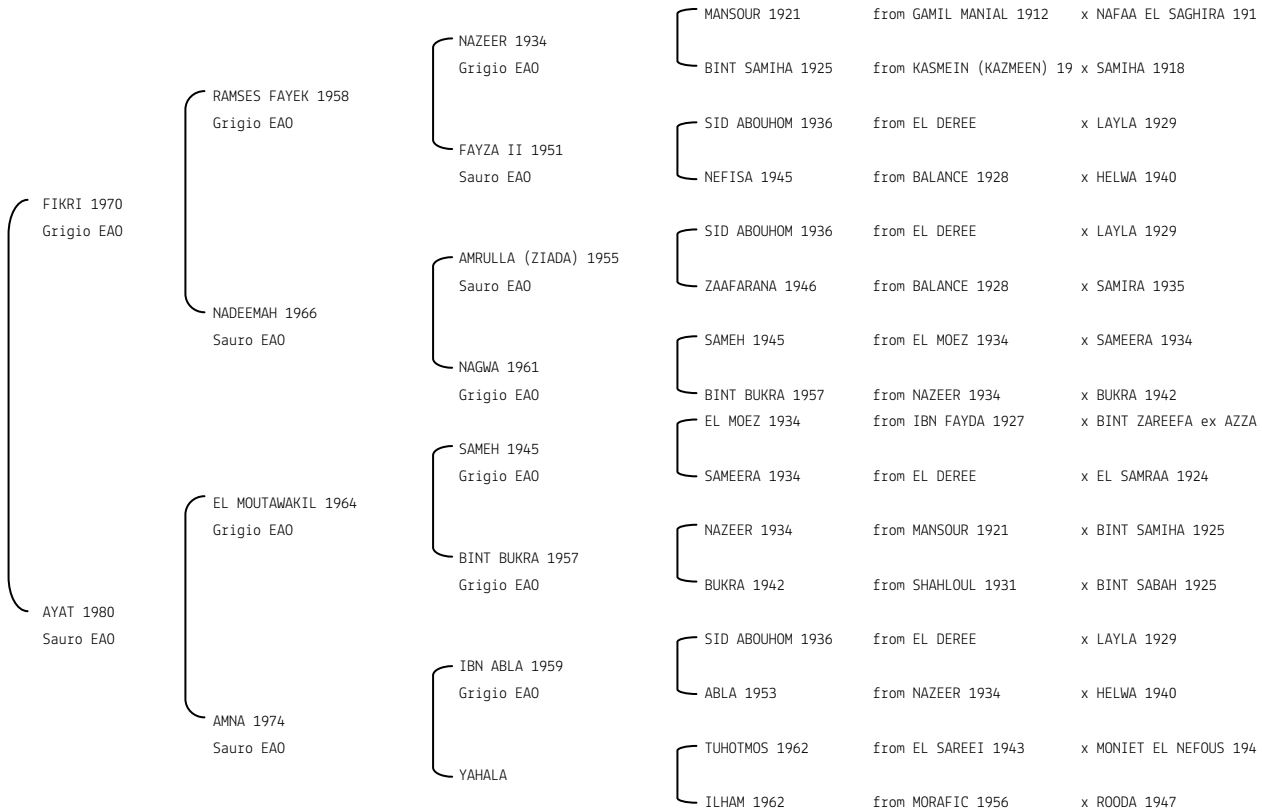 MANSOUR 1921 from GAMIL MANIAL 1912 x NAFAA EL SAGHIRA 191
NAZEER 1934
Grigio EAO BINT SAMIHA 1925 from KASMEIN (KAZMEEN) 19 x SAMIHA 1918
RAMSES FAYEK 1958
Grigio EAO SID ABOUHOM 1936 from EL DEREE x LAYLA 1929
FAYZA II 1951
Sauro EAO NEFISA 1945 from BALANCE 1928 x HELWA 1940
FIKRI 1970
Grigio EAO SID ABOUHOM 1936 from EL DEREE x LAYLA 1929
AMRULLA (ZIADA) 1955
Sauro EAO ZAAFARANA 1946 from BALANCE 1928 x SAMIRA 1935
NADEEMAH 1966
Sauro EAO SAMEH 1945 from EL MOEZ 1934 x SAMEERA 1934
NAGWA 1961
Grigio EAO BINT BUKRA 1957 from NAZEER 1934 x BUKRA 1942
EL MOEZ 1934 from IBN FAYDA 1927 x BINT ZAREEFA ex AZZA
SAMEH 1945
Grigio EAO SAMEERA 1934 from EL DEREE x EL SAMRAA 1924
EL MOUTAWAKIL 1964
Grigio EAO NAZEER 1934 from MANSOUR 1921 x BINT SAMIHA 1925
BINT BUKRA 1957
Grigio EAO BUKRA 1942 from SHAHLOUL 1931 x BINT SABAH 1925
AYAT 1980
Sauro EAO SID ABOUHOM 1936 from EL DEREE x LAYLA 1929
IBN ABLA 1959
Grigio EAO ABLA 1953 from NAZEER 1934 x HELWA 1940
AMNA 1974
Sauro EAO TUHOTMOS 1962 from EL SAREEI 1943 x MONIET EL NEFOUS 194
YAHALA
ILHAM 1962 from MORAFIC 1956 x ROODA 1947